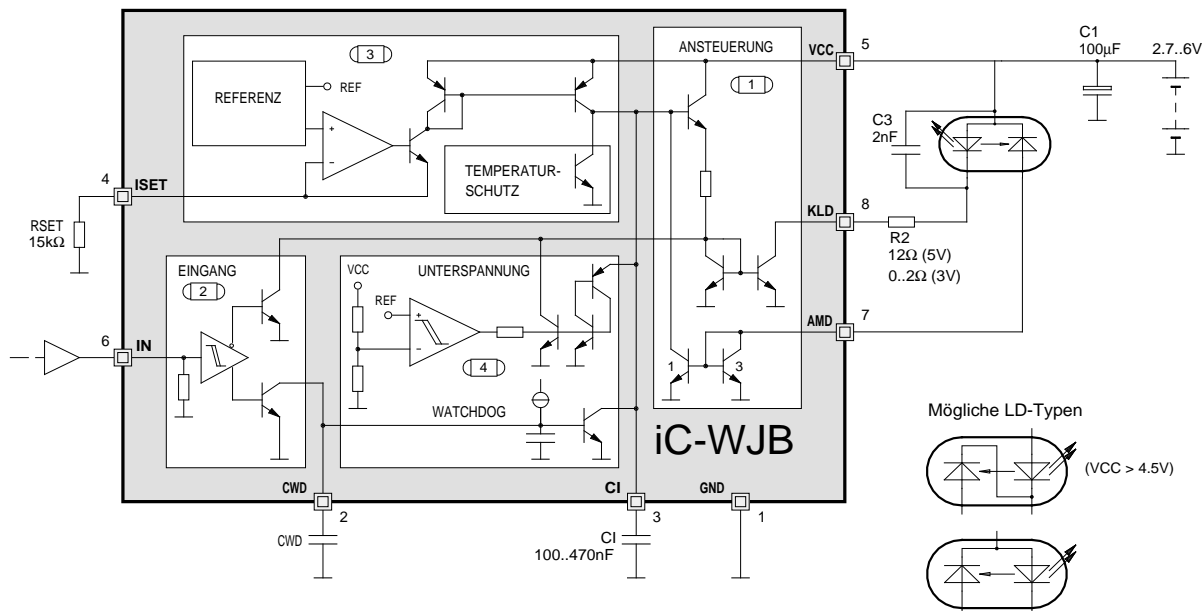 3
REFERENZ
REF
+
−
TEMPERATUR-
SCHUTZ
ANSTEUERUNG
1
VCC
5
C1
100µF
2.7..6V
C3
2nF
4
ISET
RSET
15kΩ
KLD
8
R2
12Ω (5V)
0..2Ω (3V)
EINGANG
2
VCC
UNTERSPANNUNG
REF
+
−
4
AMD
7
1
3
6
IN
WATCHDOG
iC-WJB
Mögliche LD-Typen
(VCC > 4.5V)
CWD
CI
GND
2
3
1
CWD
CI
100..470nF